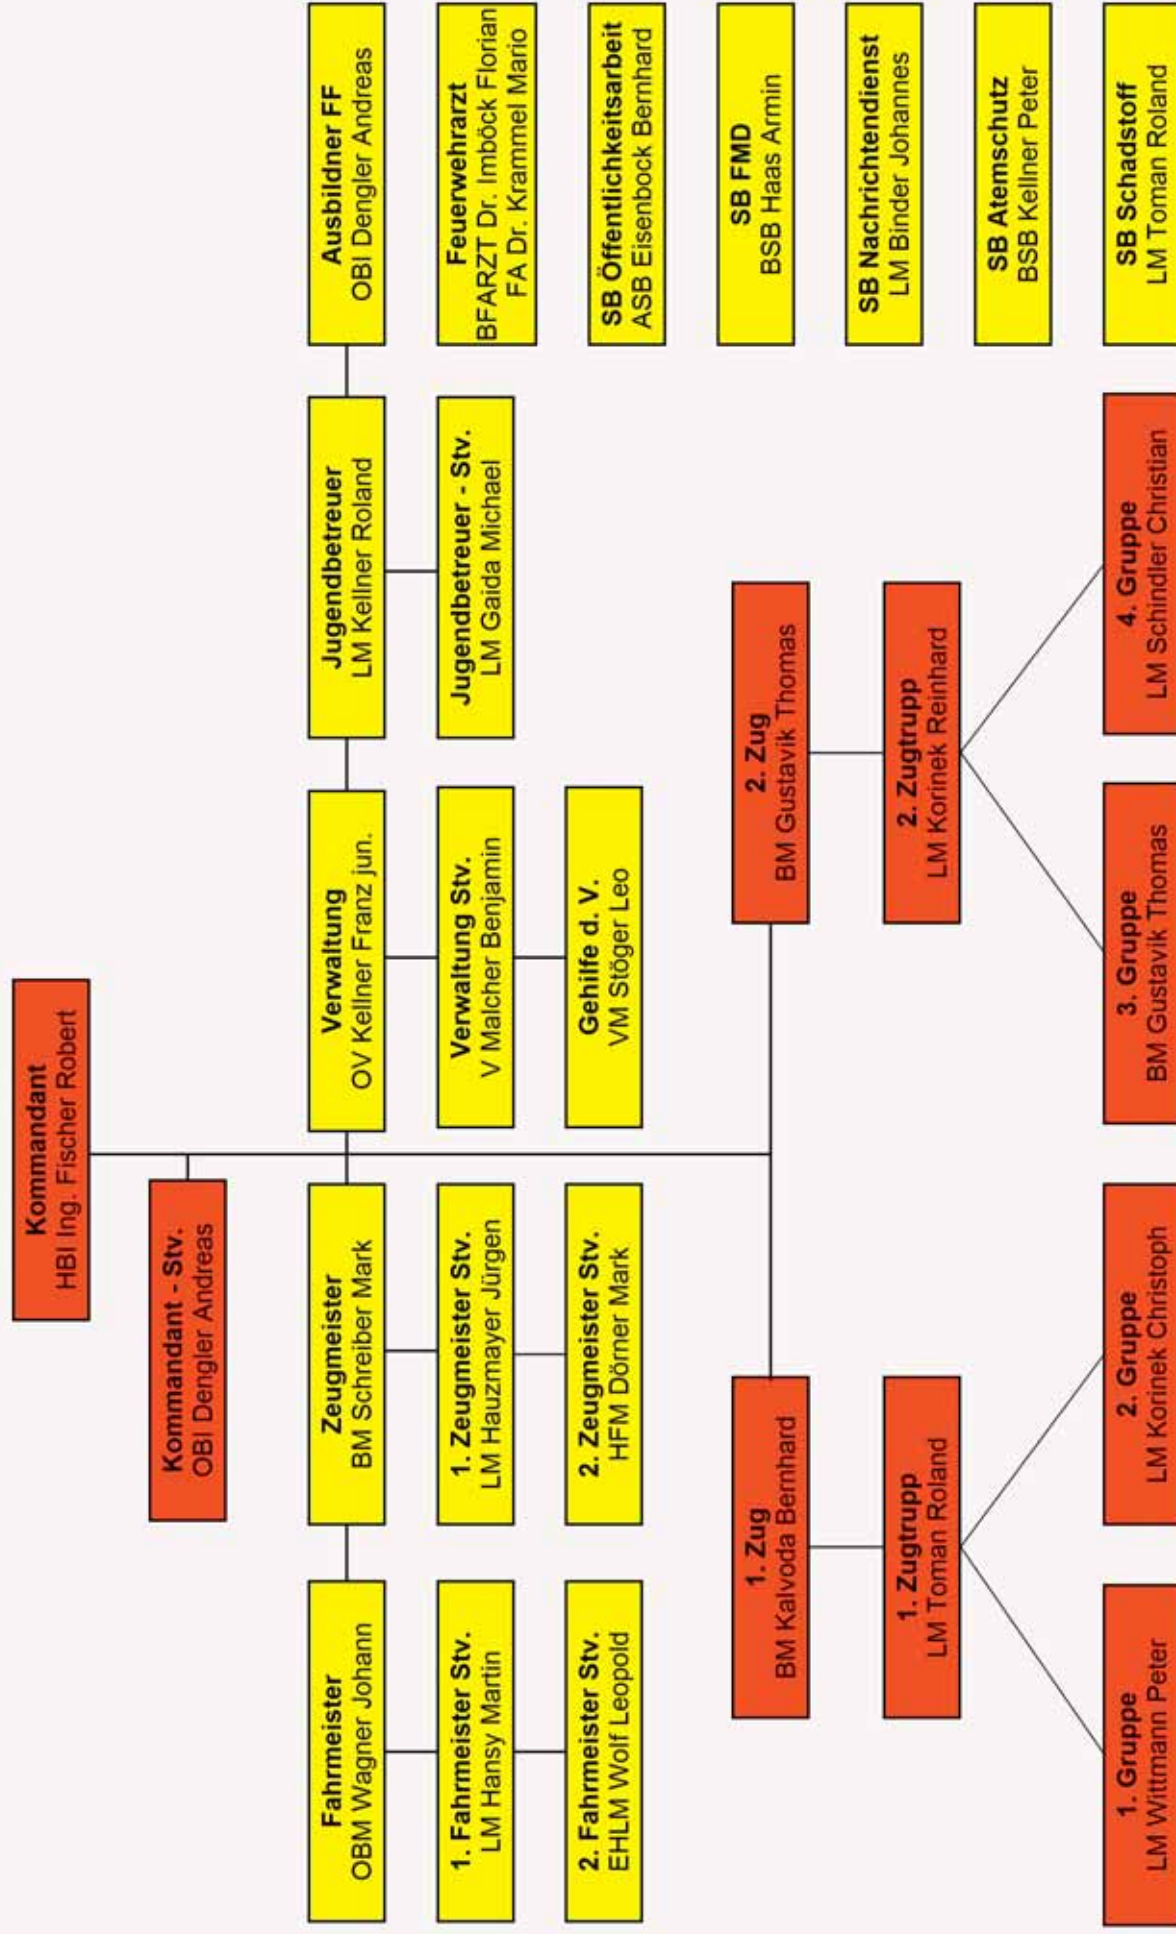 Kommandant
HBI Ing. Fischer Robert
Kommandant - Stv.
OBI Dengler Andreas
Fahrmeister
OBM Wagner Johann
Zeugmeister
BM Schreiber Mark
Verwaltung
OV Kellner Franz jun.
Jugendbetreuer
LM Kellner Roland
Ausbildner FF
OBI Dengler Andreas
1. Fahrmeister Stv.
LM Hansy Martin
1. Zeugmeister Stv.
LM Hauzmayer Jürgen
Verwaltung Stv.
V Malcher Benjamin
Jugendbetreuer - Stv.
LM Gaida Michael
Feuerwehrarzt
BFARZT Dr. Imböck Florian
FA Dr. Krammel Mario
2. Fahrmeister Stv.
EHLM Wolf Leopold
2. Zeugmeister Stv.
HFM Dörner Mark
Gehilfe d. V.
VM Stöger Leo
SB Öffentlichkeitsarbeit
ASB Eisenbock Bernhard
1. Zug
BM Kalvoda Bernhard
2. Zug
BM Gustavik Thomas
SB FMD
BSB Haas Armin
1. Zugtrupp
LM Toman Roland
2. Zugtrupp
LM Korinek Reinhard
SB Nachrichtendienst
LM Binder Johannes
SB Atemschutz
BSB Kellner Peter
1. Gruppe
LM Wittmann Peter
2. Gruppe
LM Korinek Christoph
3. Gruppe
BM Gustavik Thomas
4. Gruppe
LM Schindler Christian
SB Schadstoff
LM Toman Roland